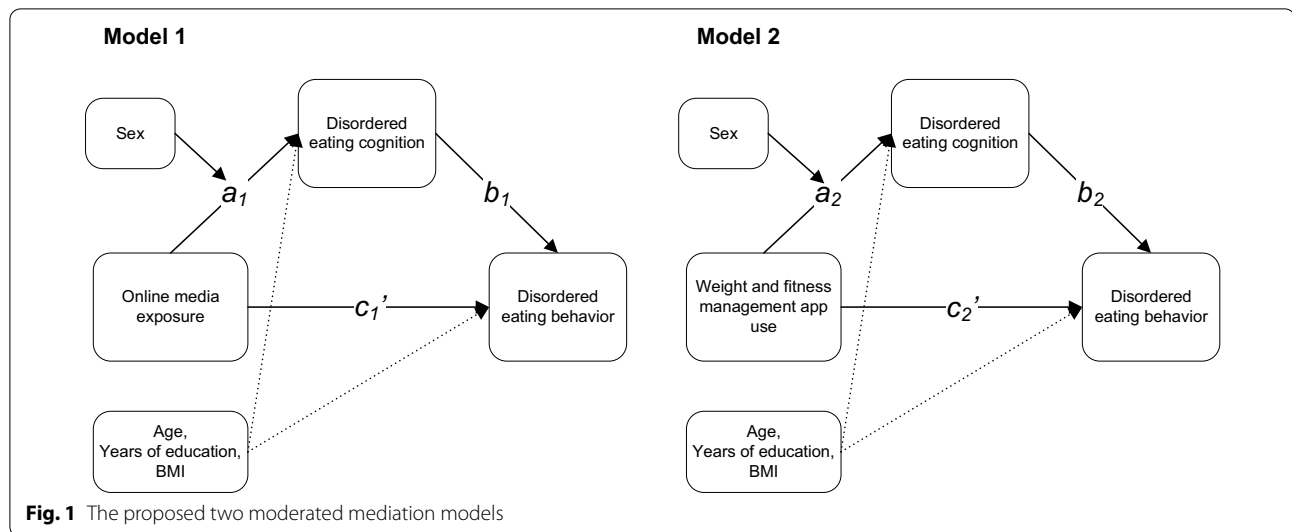 Model 1
Sex
Disordered
eating cognition
a1
b1
Online media
exposure
c1'
Disordered
eating behavior
Age,
Years of education,
BMI
Model 2
Sex
Disordered
eating cognition
a2
b2
Weight and fitness
management app
use
c2'
Disordered
eating behavior
Age,
Years of education,
BMI
Fig. 1 The proposed two moderated mediation models